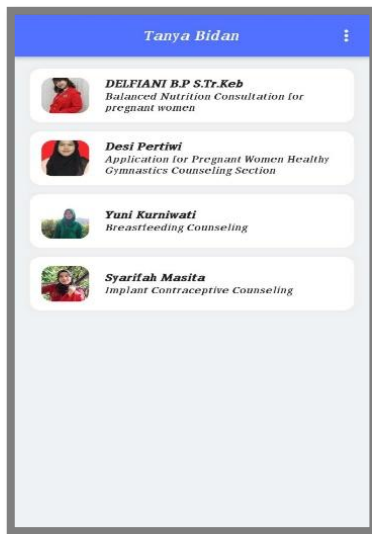 Tanya Bidan
DELFIANI B.P S.Tr.Keb
Balanced Nutrition Consultation for
pregnant women
Desi Pertiwi
Application for Pregnant Women Healthy
Gymnastics Counseling Section
Yuni Kurniwati
Breastfeeding Counseling
Syarifah Masita
Implant Contraceptive Counseling